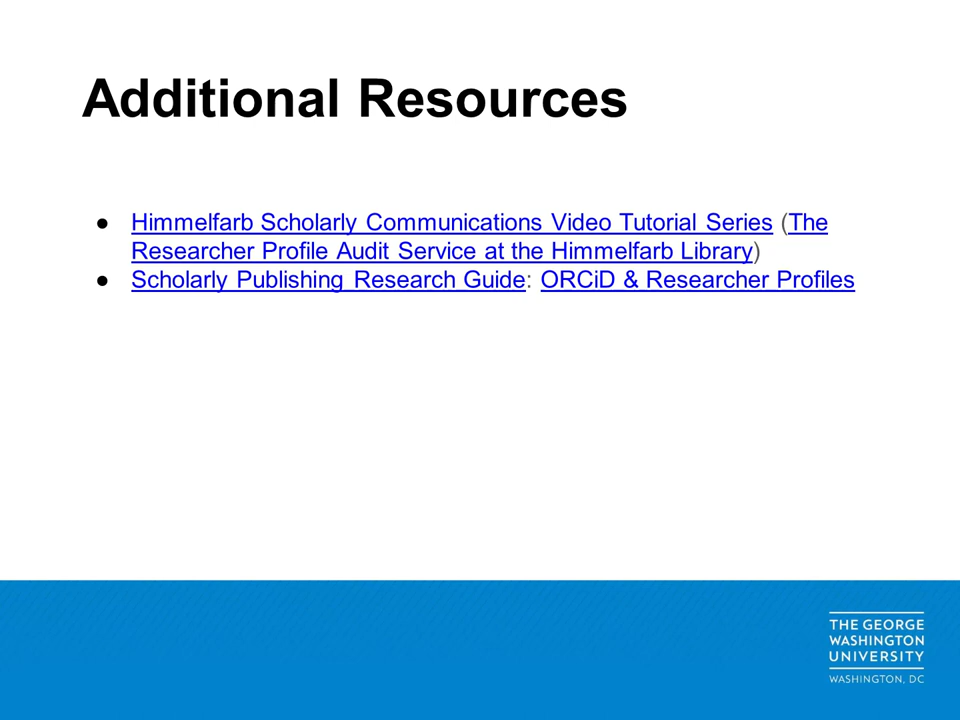 Additional Resources
● Himmelfarb Scholarly Communications Video Tutorial Series (The
Researcher Profile Audit Service at the Himmelfarb Library)
● Scholarly Publishing Research Guide: ORCiD & Researcher Profiles
THE GEORGE
WASHINGTON
UNIVERSITY
WASHINGTON, DC